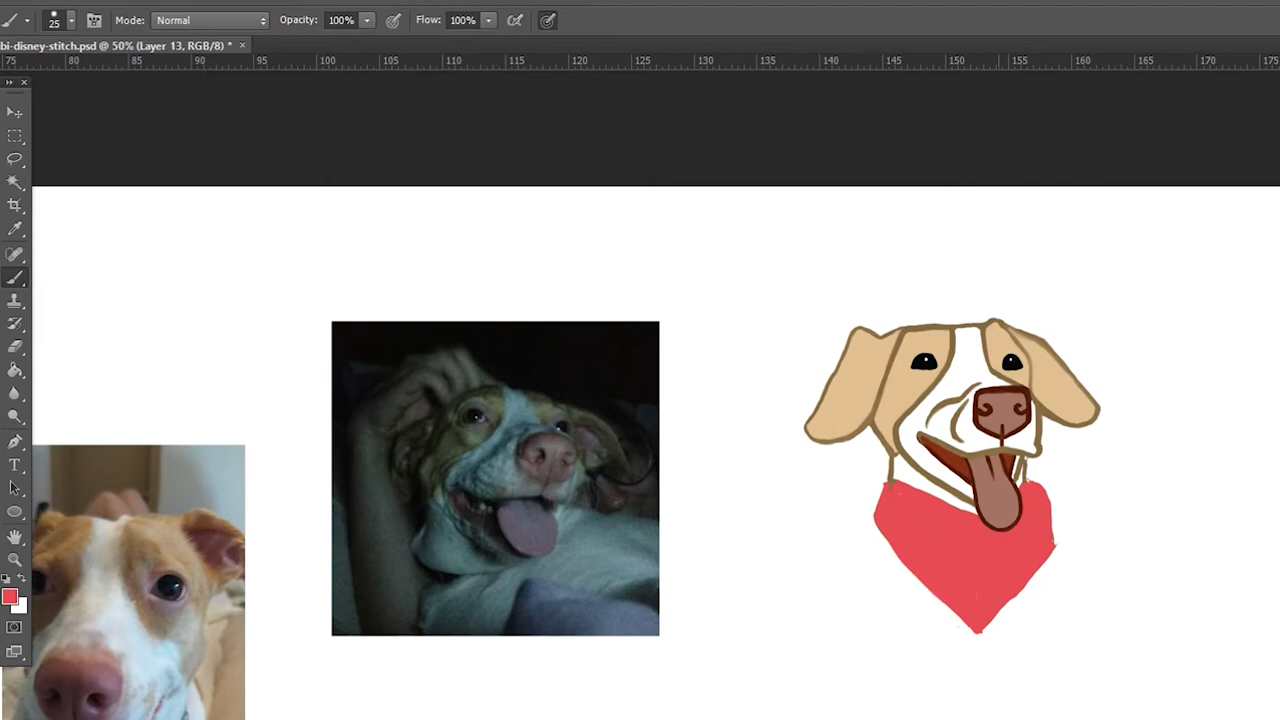 25 Mode: Normal Opacity: 100% Flow: 100%
bi-disney-stitch.psd @ 50% (Layer 13, RGB/8) *
75 80 85 90 95 100 105 110 115 120 125 130 135 140 145 150 155 160 165 170 175
T